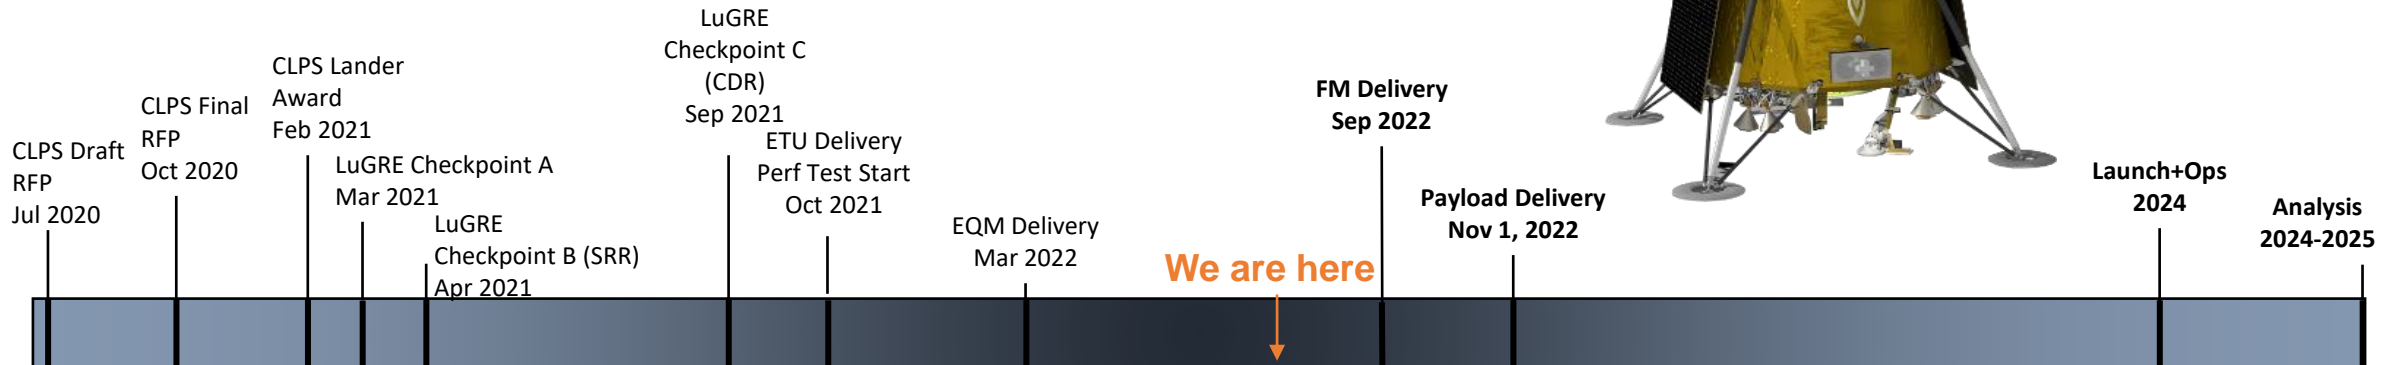 CLPS Draft
RFP
Jul 2020
CLPS Final
RFP
Oct 2020
CLPS Lander
Award
Feb 2021
LuGRE Checkpoint A
Mar 2021
LuGRE
Checkpoint B (SRR)
Apr 2021
LuGRE
Checkpoint C
(CDR)
Sep 2021
ETU Delivery
Perf Test Start
Oct 2021
EQM Delivery
Mar 2022
We are here
FM Delivery
Sep 2022
Payload Delivery
Nov 1, 2022
Launch+Ops
2024
Analysis
2024-2025